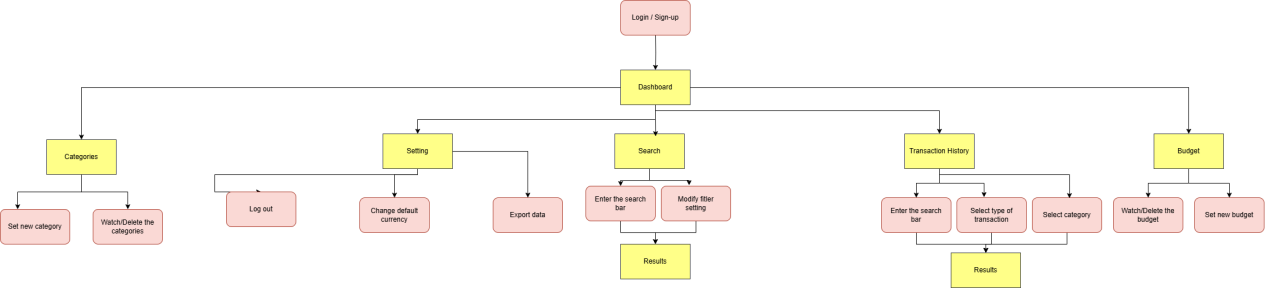 Login / Sign-up
Dashboard
Categories
Setting
Search
Transaction History
Budget
Set new category
Watch/Delete the
categories
Log out
Change default
currency
Export data
Enter the search
bar
Modify filter
setting
Enter the search
bar
Select type of
transaction
Select category
Watch/Delete the
budget
Set new budget
Results
Results